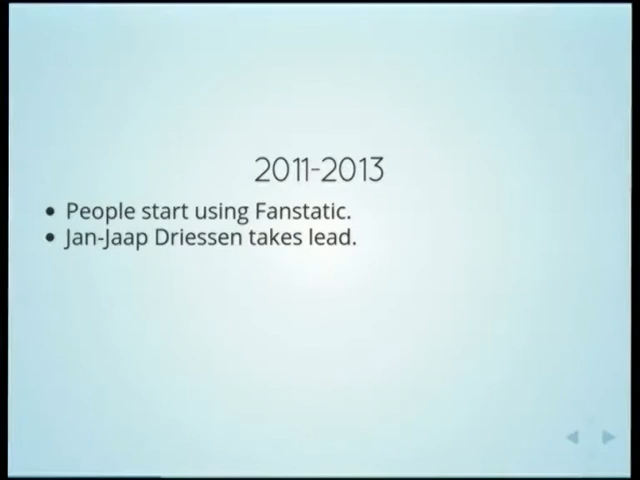 2011-2013
• People start using Fanstatic.
• Jan-Jaap Driessen takes lead.